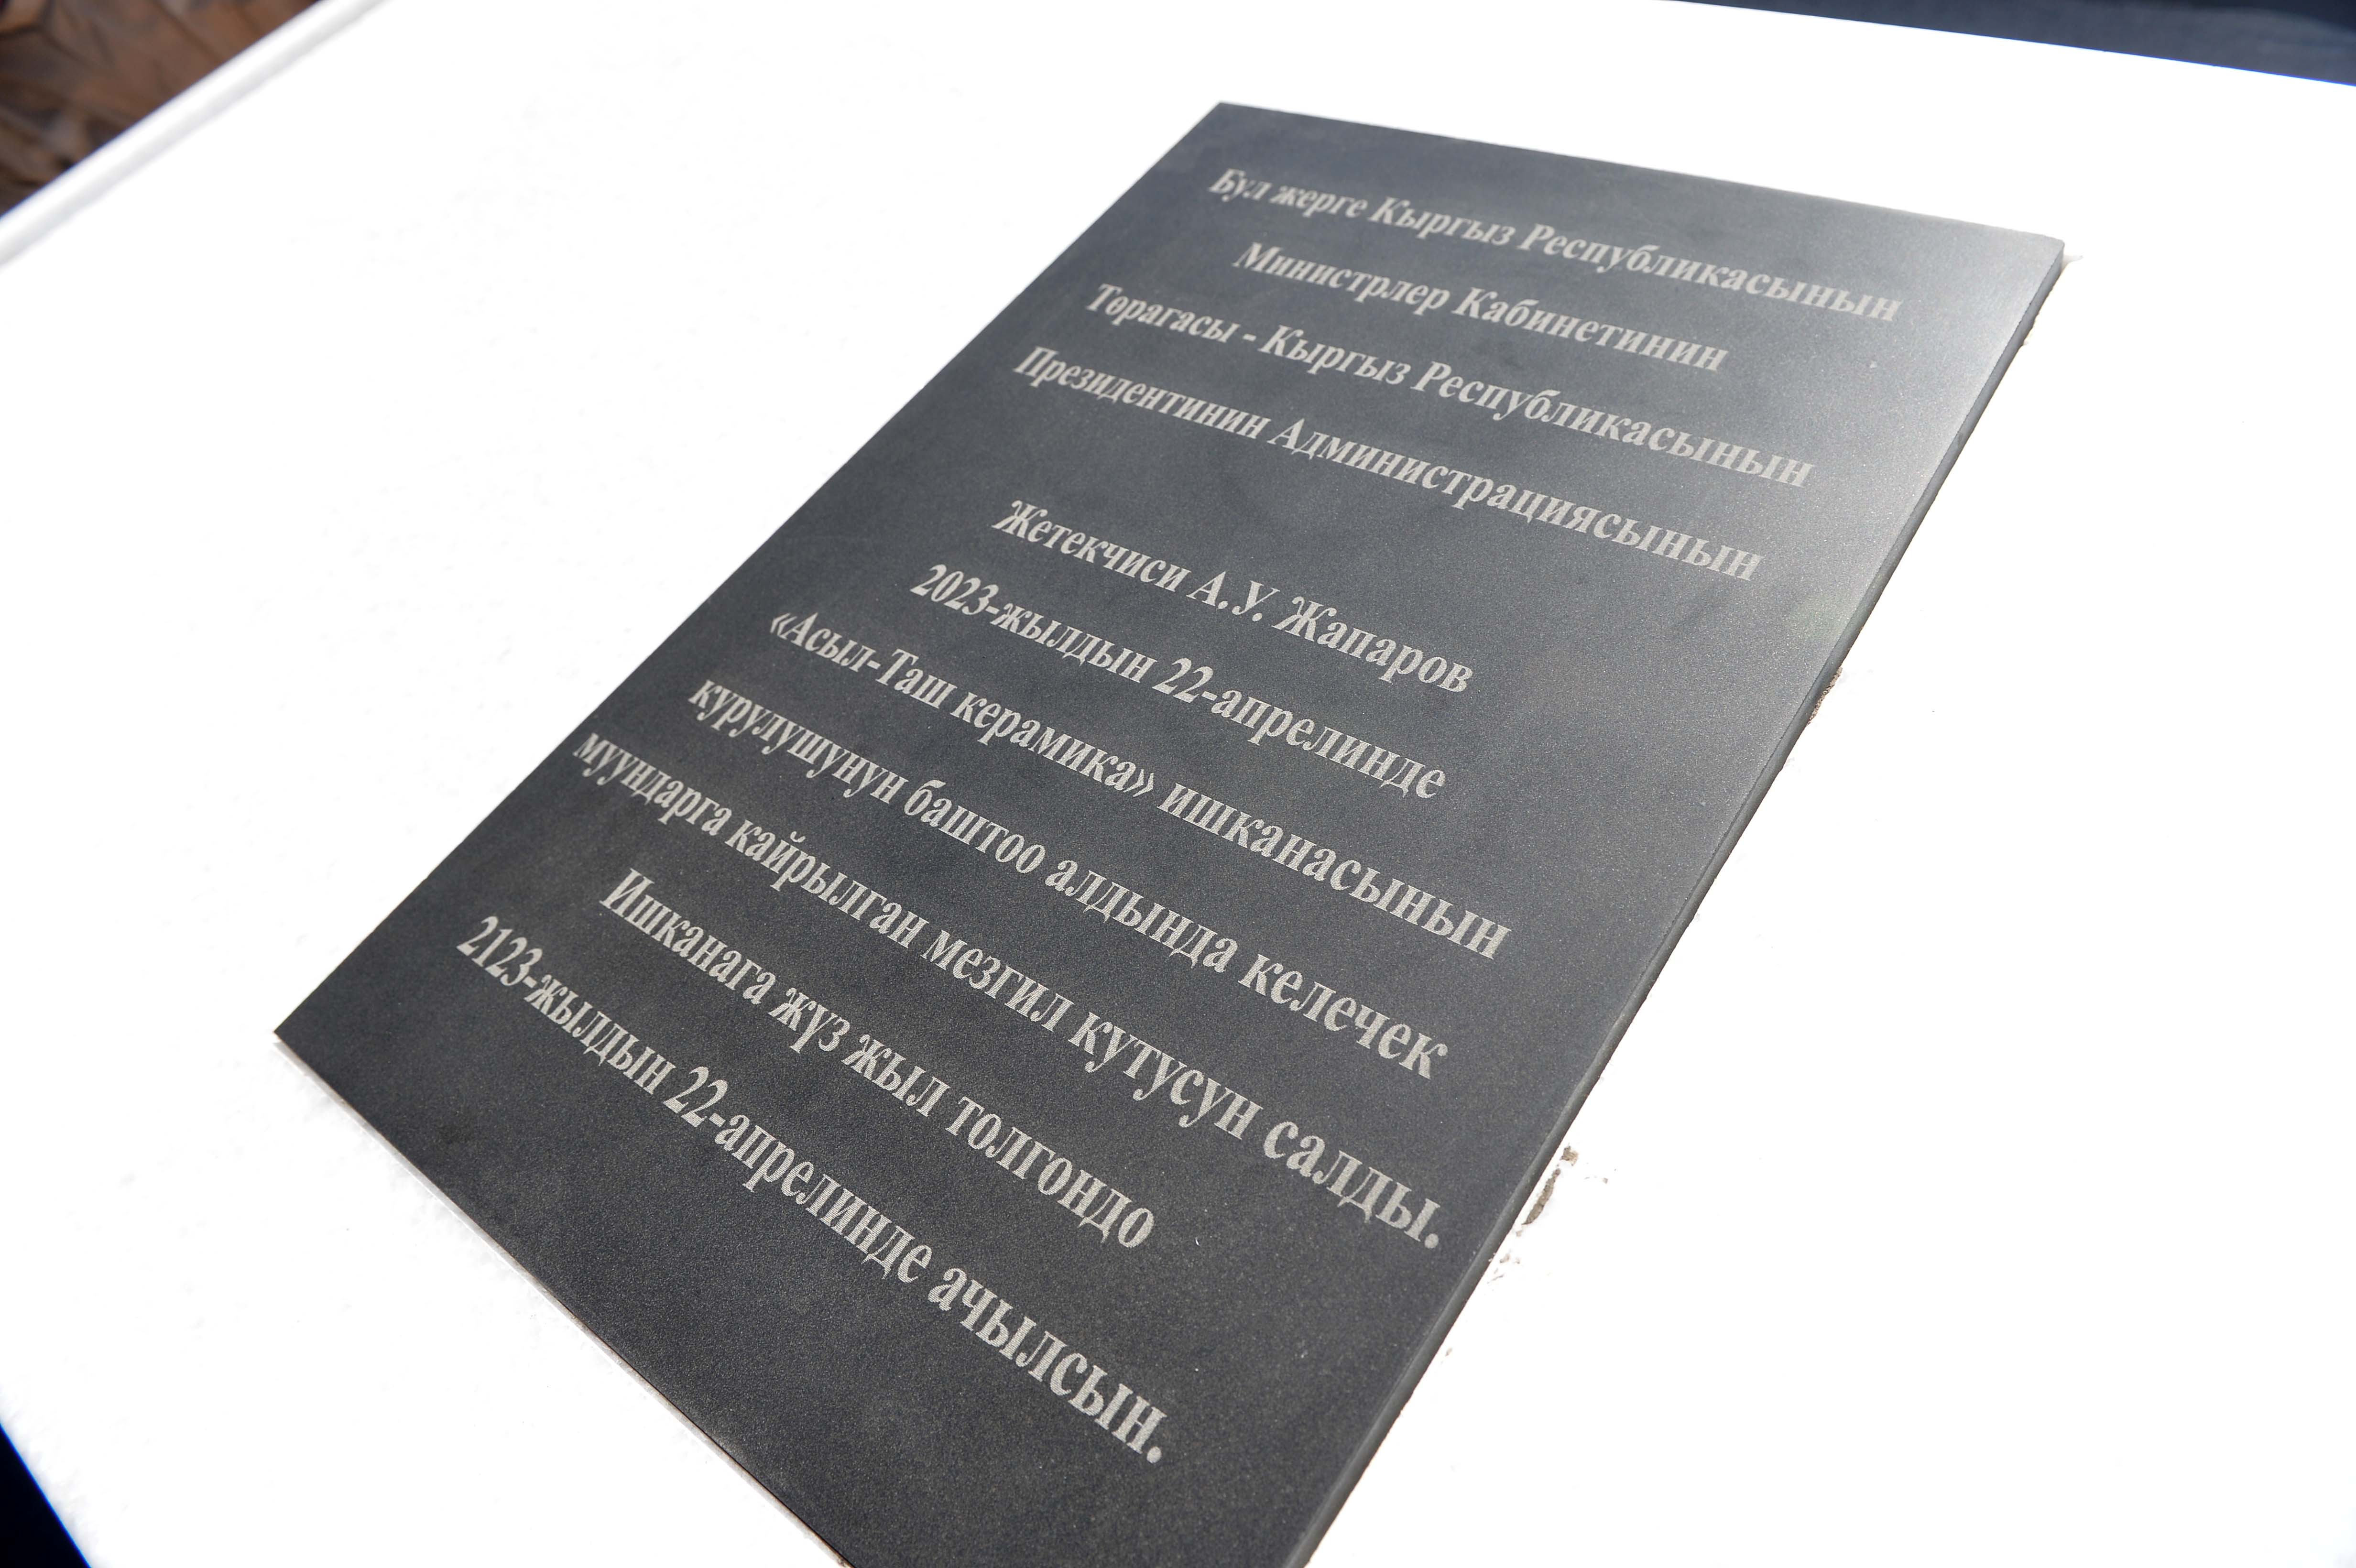 Бул жерге Кыргыз Республикасынын
Министрлер Кабинетинин
Төрагасы - Кыргыз Республикасынын
Президентинин Администрациясынын
Жетекчиси А.У. Жапаров
2023-жылдын 22-апрелинде
«Асыл-Таш керамика» ишканасынын
курулушунун баштоо алдында келечек
муундарга кайрылган мезгил кутусун салды.
Ишканага жүз жыл толгондо
2123-жылдын 22-апрелинде ачылсын.